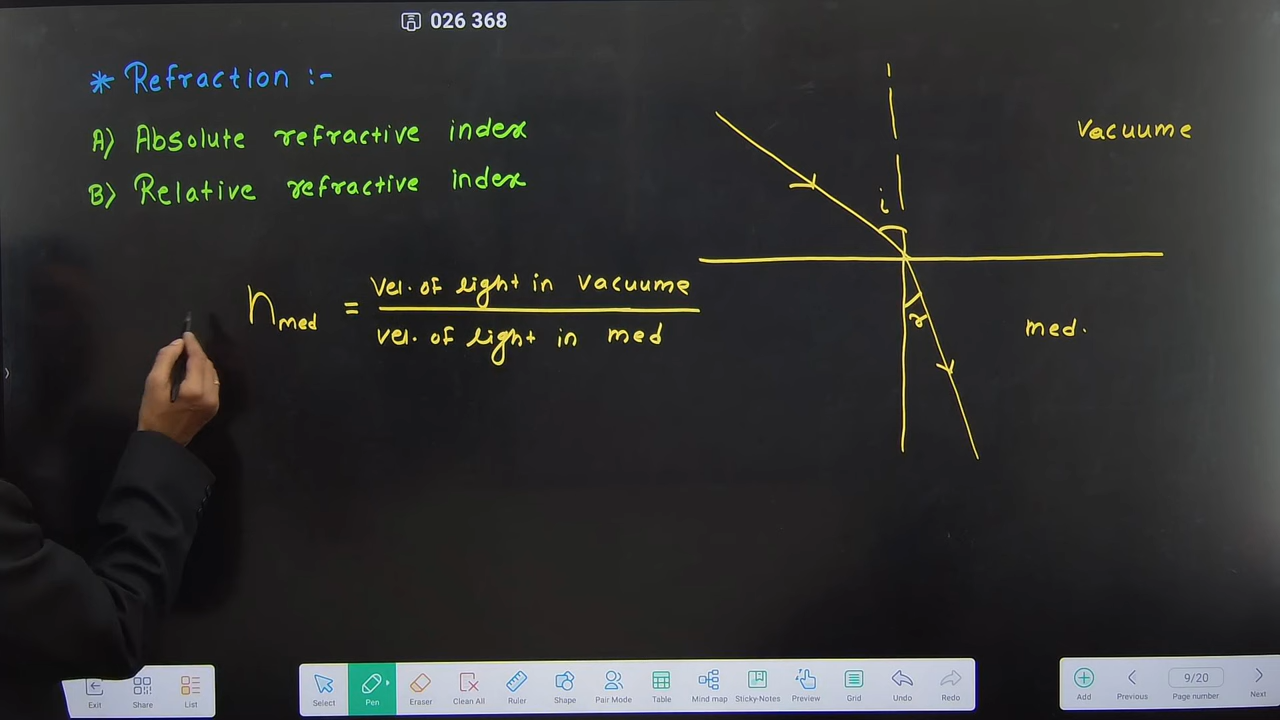 026 368
* Refraction :-
A) Absolute refractive index
B) Relative refractive index
n med = vel. of light in vacuume / vel. of light in med
Vacuume
i
r
med.
Exit Share List
Select Pen Eraser Clean All Ruler Shape Pair Mode Table Mind map Sticky-Notes Preview Grid Undo Redo
Add Previous 9/20 Page number Next